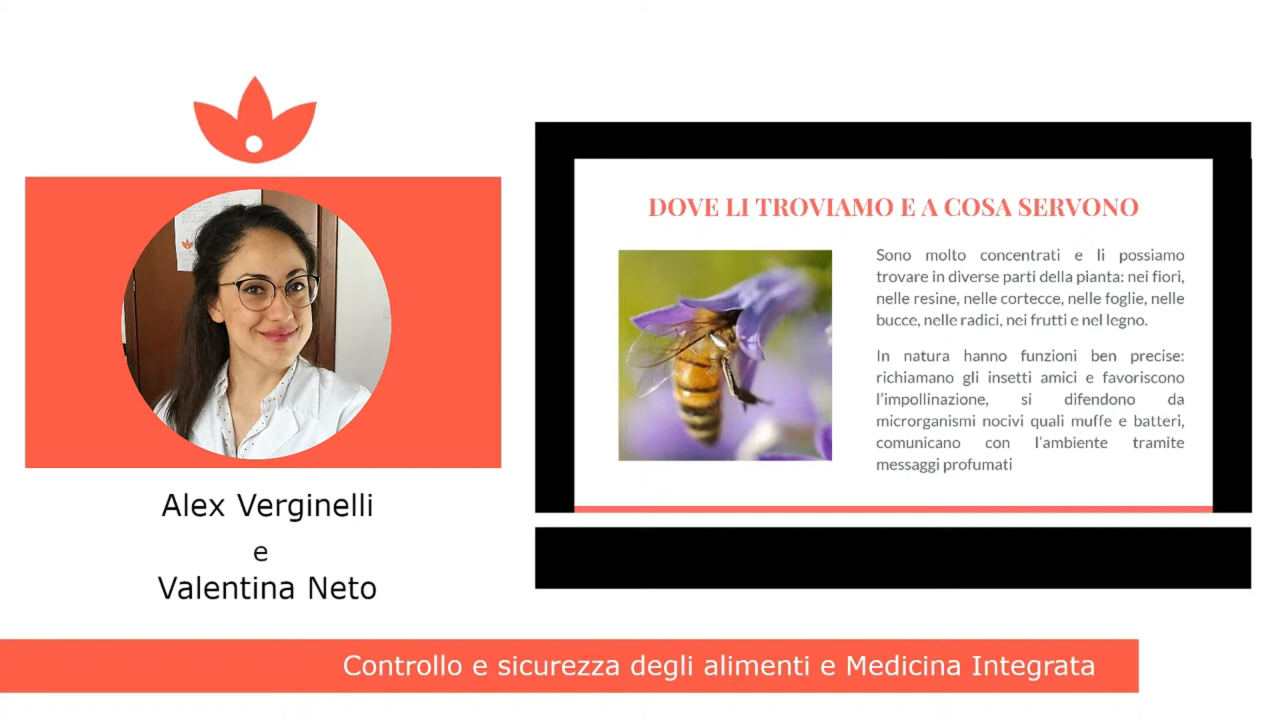 Alex Verginelli
e
Valentina Neto
DOVE LI TROVIAMO E A COSA SERVONO
Sono molto concentrati e li possiamo
trovare in diverse parti della pianta: nei fiori,
nelle resine, nelle cortecce, nelle foglie, nelle
bucce, nelle radici, nei frutti e nel legno.
In natura hanno funzioni ben precise:
richiamano gli insetti amici e favoriscono
l'impollinazione, si difendono da
microrganismi nocivi quali muffe e batteri,
comunicano con l'ambiente tramite
messaggi profumati
Controllo e sicurezza degli alimenti e Medicina Integrata